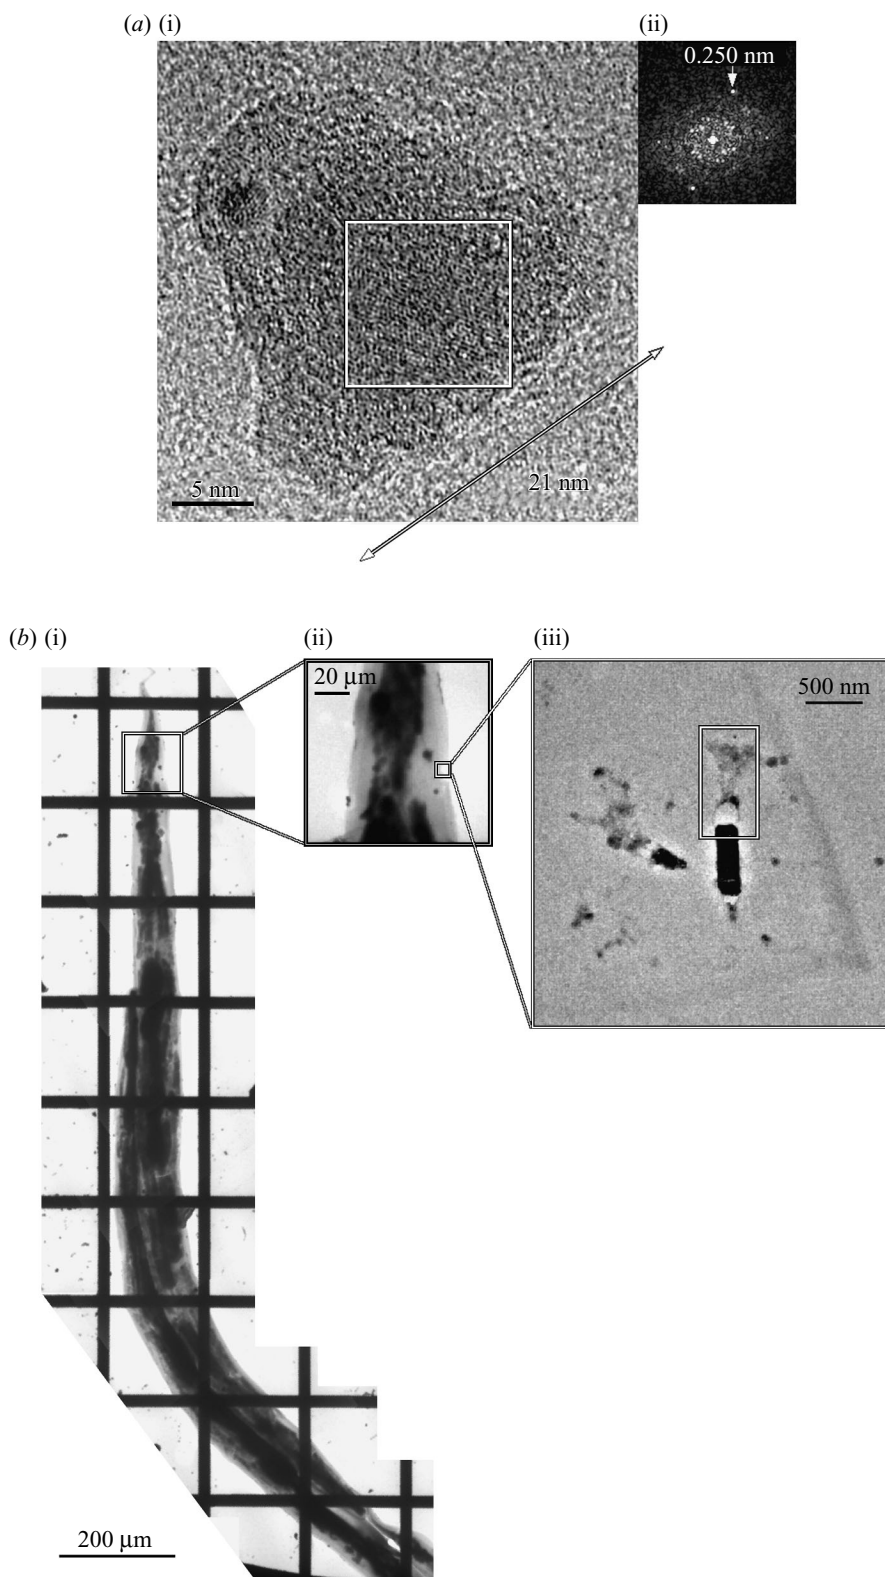 (a) (i)
(ii)
0.250 nm
5 nm
21 nm
(b) (i)
(ii)
(iii)
20 μm
500 nm
200 μm